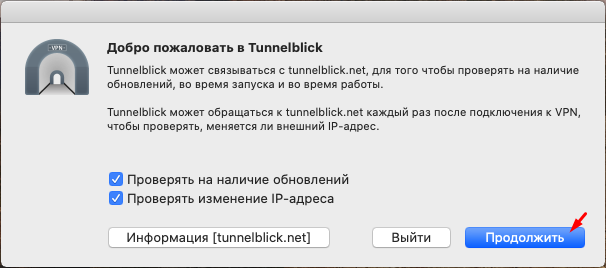 VPN
Добро пожаловать в Tunnelblick
Tunnelblick может связываться с tunnelblick.net, для того чтобы проверять на наличие
обновлений, во время запуска и во время работы.
Tunnelblick может обращаться к tunnelblick.net каждый раз после подключения к VPN,
чтобы проверять, меняется ли внешний IP-адрес.
Проверять на наличие обновлений
Проверять изменение IP-адреса
Информация [tunnelblick.net]
Выйти
Продолжить